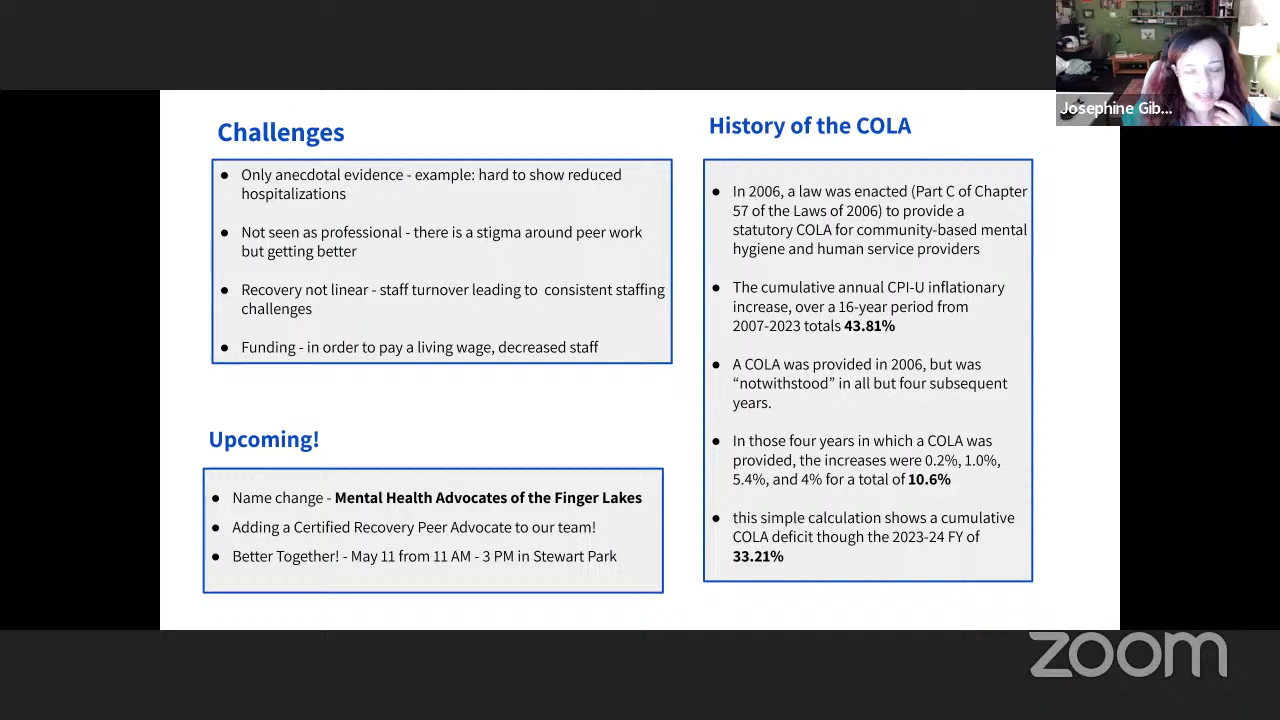 Josephine Gib...
Challenges
● Only anecdotal evidence - example: hard to show reduced
hospitalizations
● Not seen as professional - there is a stigma around peer work
but getting better
● Recovery not linear - staff turnover leading to consistent staffing
challenges
● Funding - in order to pay a living wage, decreased staff
Upcoming!
● Name change - Mental Health Advocates of the Finger Lakes
● Adding a Certified Recovery Peer Advocate to our team!
● Better Together! - May 11 from 11 AM - 3 PM in Stewart Park
History of the COLA
● In 2006, a law was enacted (Part C of Chapter
57 of the Laws of 2006) to provide a
statutory COLA for community-based mental
hygiene and human service providers
● The cumulative annual CPI-U inflationary
increase, over a 16-year period from
2007-2023 totals 43.81%
● A COLA was provided in 2006, but was
“notwithstood” in all but four subsequent
years.
● In those four years in which a COLA was
provided, the increases were 0.2%, 1.0%,
5.4%, and 4% for a total of 10.6%
● this simple calculation shows a cumulative
COLA deficit though the 2023-24 FY of
33.21%
zoom